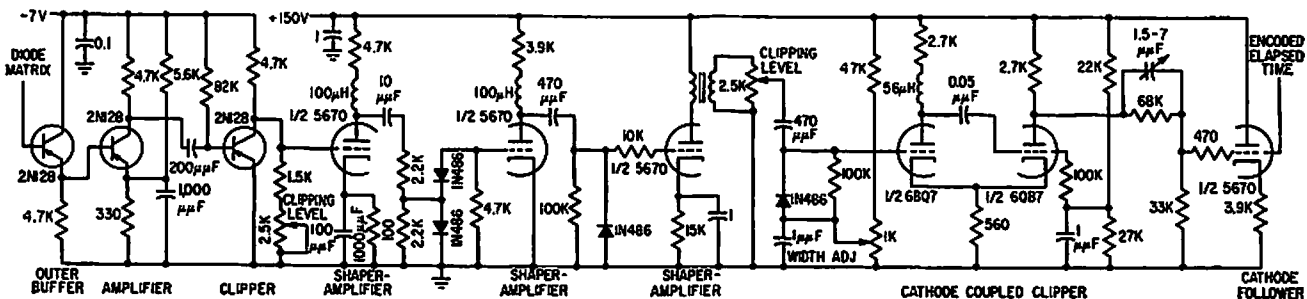 -7V
+150V
0.1
DIODE
MATRIX
4.7K
5.6K
82K
4.7K
2N128
2N128
2N128
200μμF
1,000
μμF
4.7K
330
1.5K
CLIPPING
LEVEL
2.5K
1
4.7K
100μH
10
μμF
1/2 5670
100
μμF
1000μμF
100
2.2K
2.2K
1N486
1N486
3.9K
100μH
470
μμF
1/2 5670
4.7K
100K
10K
1N486
1/2 5670
15K
1
2.5K
CLIPPING
LEVEL
470
μμF
1N486
100K
1μμF
WIDTH ADJ
47K
1K
2.7K
56μH
0.05
μμF
1/2 6BQ7
560
2.7K
1/2 6QB7
100K
1
μμF
22K
27K
1.5-7
μμF
68K
33K
470
1/2 5670
3.9K
ENCODED
ELAPSED
TIME
OUTER
BUFFER
AMPLIFIER
CLIPPER
SHAPER-
AMPLIFIER
SHAPER-
AMPLIFIER
SHAPER-
AMPLIFIER
CATHODE COUPLED CLIPPER
CATHODE
FOLLOWER